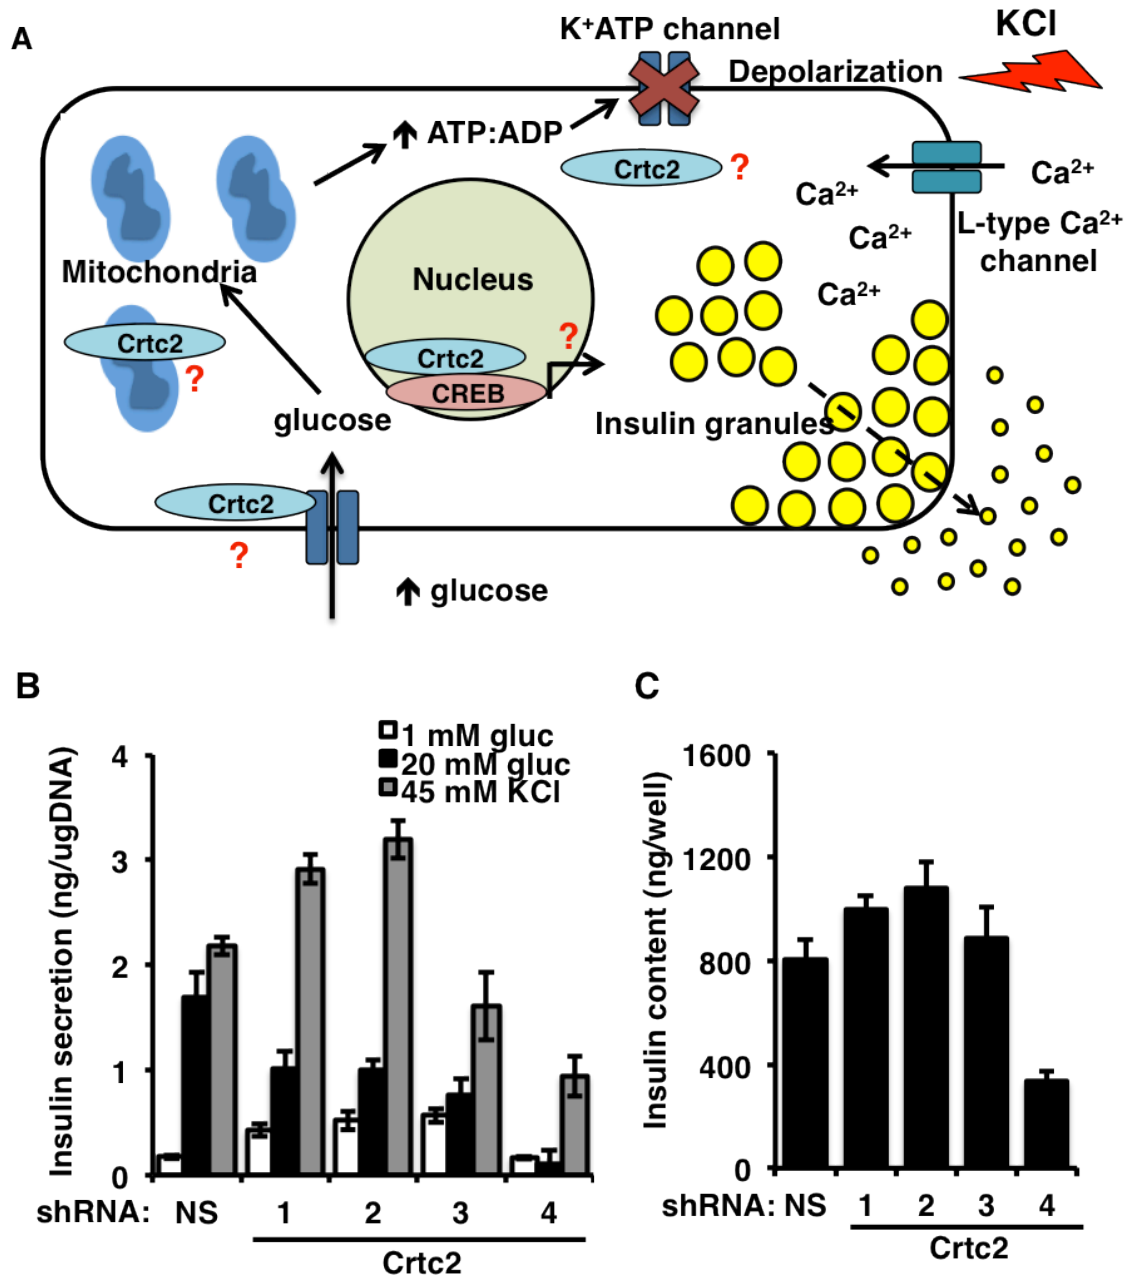 A
K⁺ATP channel
KCl
Depolarization
ATP:ADP
Crtc2 ?
Ca²⁺
Ca²⁺
Ca²⁺
L-type Ca²⁺
channel
Ca²⁺
Mitochondria
Nucleus
Crtc2
?
Crtc2
?
CREB
glucose
Insulin granules
Crtc2
?
glucose
B
1 mM gluc
20 mM gluc
45 mM KCl
Insulin secretion (ng/ugDNA)
4
3
2
1
0
shRNA: NS 1 2 3 4
Crtc2
C
Insulin content (ng/well)
1600
1200
800
400
0
shRNA: NS 1 2 3 4
Crtc2